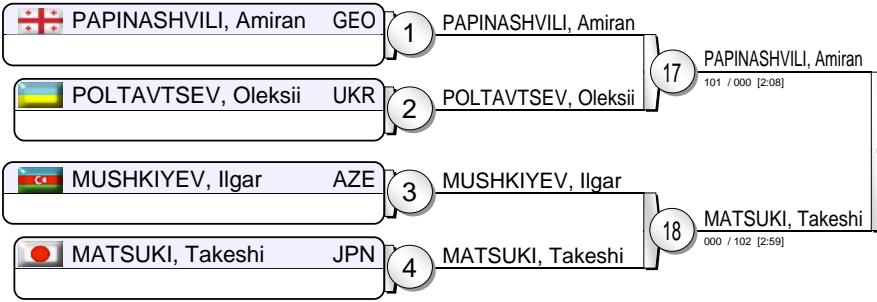 PAPINASHVILI, Amiran GEO
1
PAPINASHVILI, Amiran
POLTAVTSEV, Oleksii UKR
2
POLTAVTSEV, Oleksii
17
PAPINASHVILI, Amiran
101 / 000 [2:08]
MUSHKIYEV, Ilgar AZE
3
MUSHKIYEV, Ilgar
MATSUKI, Takeshi JPN
4
MATSUKI, Takeshi
18
MATSUKI, Takeshi
000 / 102 [2:59]